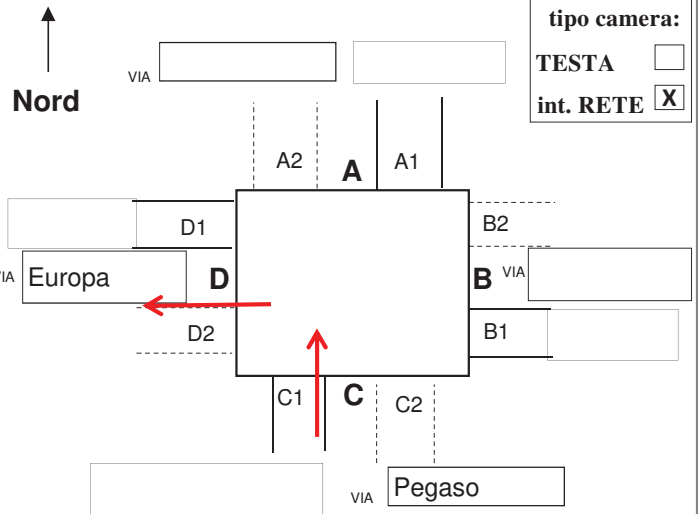 tipo camera:
VIA
TESTA
Nord
int. RETE X
A2 A A1
D1 B2
VIA Europa D B VIA
D2 B1
C1 C C2
VIA Pegaso